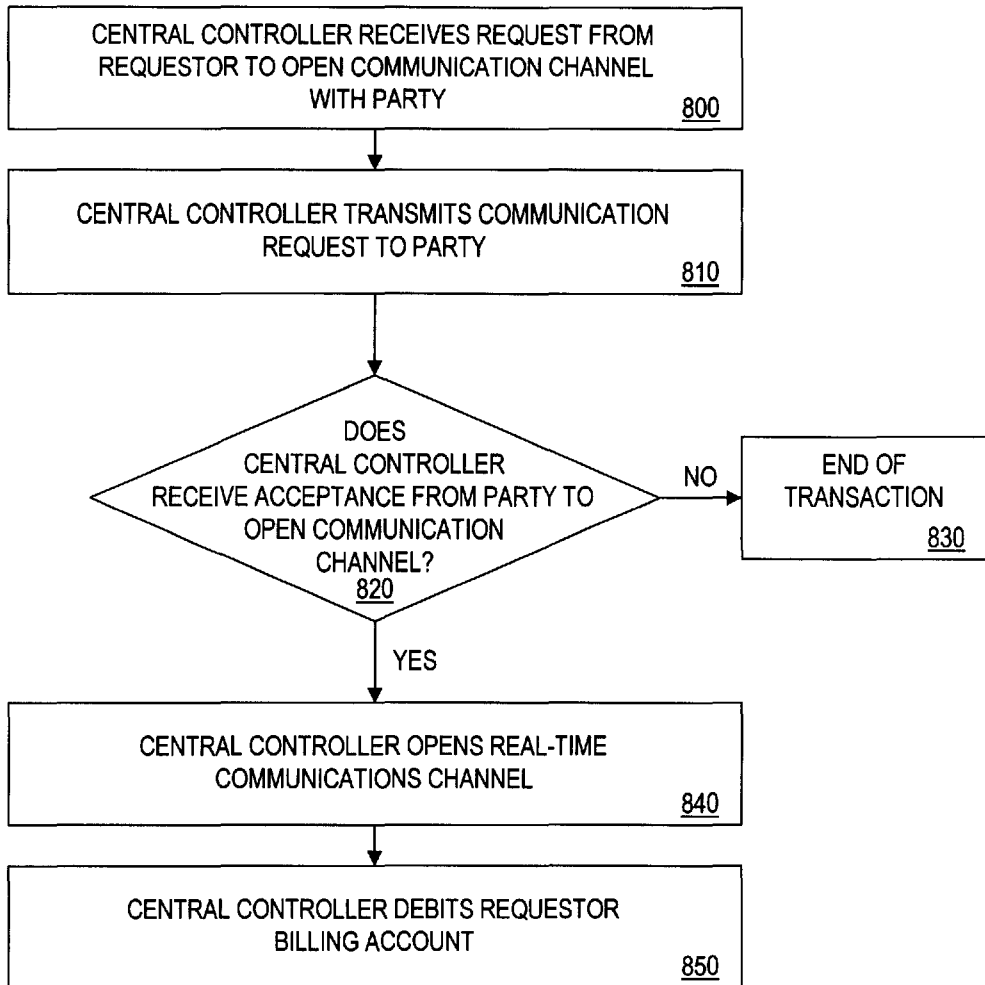 CENTRAL CONTROLLER RECEIVES REQUEST FROM
REQUESTOR TO OPEN COMMUNICATION CHANNEL
WITH PARTY
800
CENTRAL CONTROLLER TRANSMITS COMMUNICATION
REQUEST TO PARTY
810
DOES
CENTRAL CONTROLLER
RECEIVE ACCEPTANCE FROM PARTY TO
OPEN COMMUNICATION
CHANNEL?
820
NO
END OF
TRANSACTION
830
YES
CENTRAL CONTROLLER OPENS REAL-TIME
COMMUNICATIONS CHANNEL
840
CENTRAL CONTROLLER DEBITS REQUESTOR
BILLING ACCOUNT
850